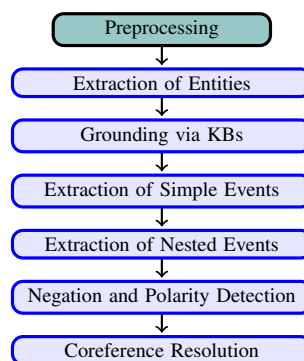 Preprocessing
Extraction of Entities
Grounding via KBs
Extraction of Simple Events
Extraction of Nested Events
Negation and Polarity Detection
Coreference Resolution